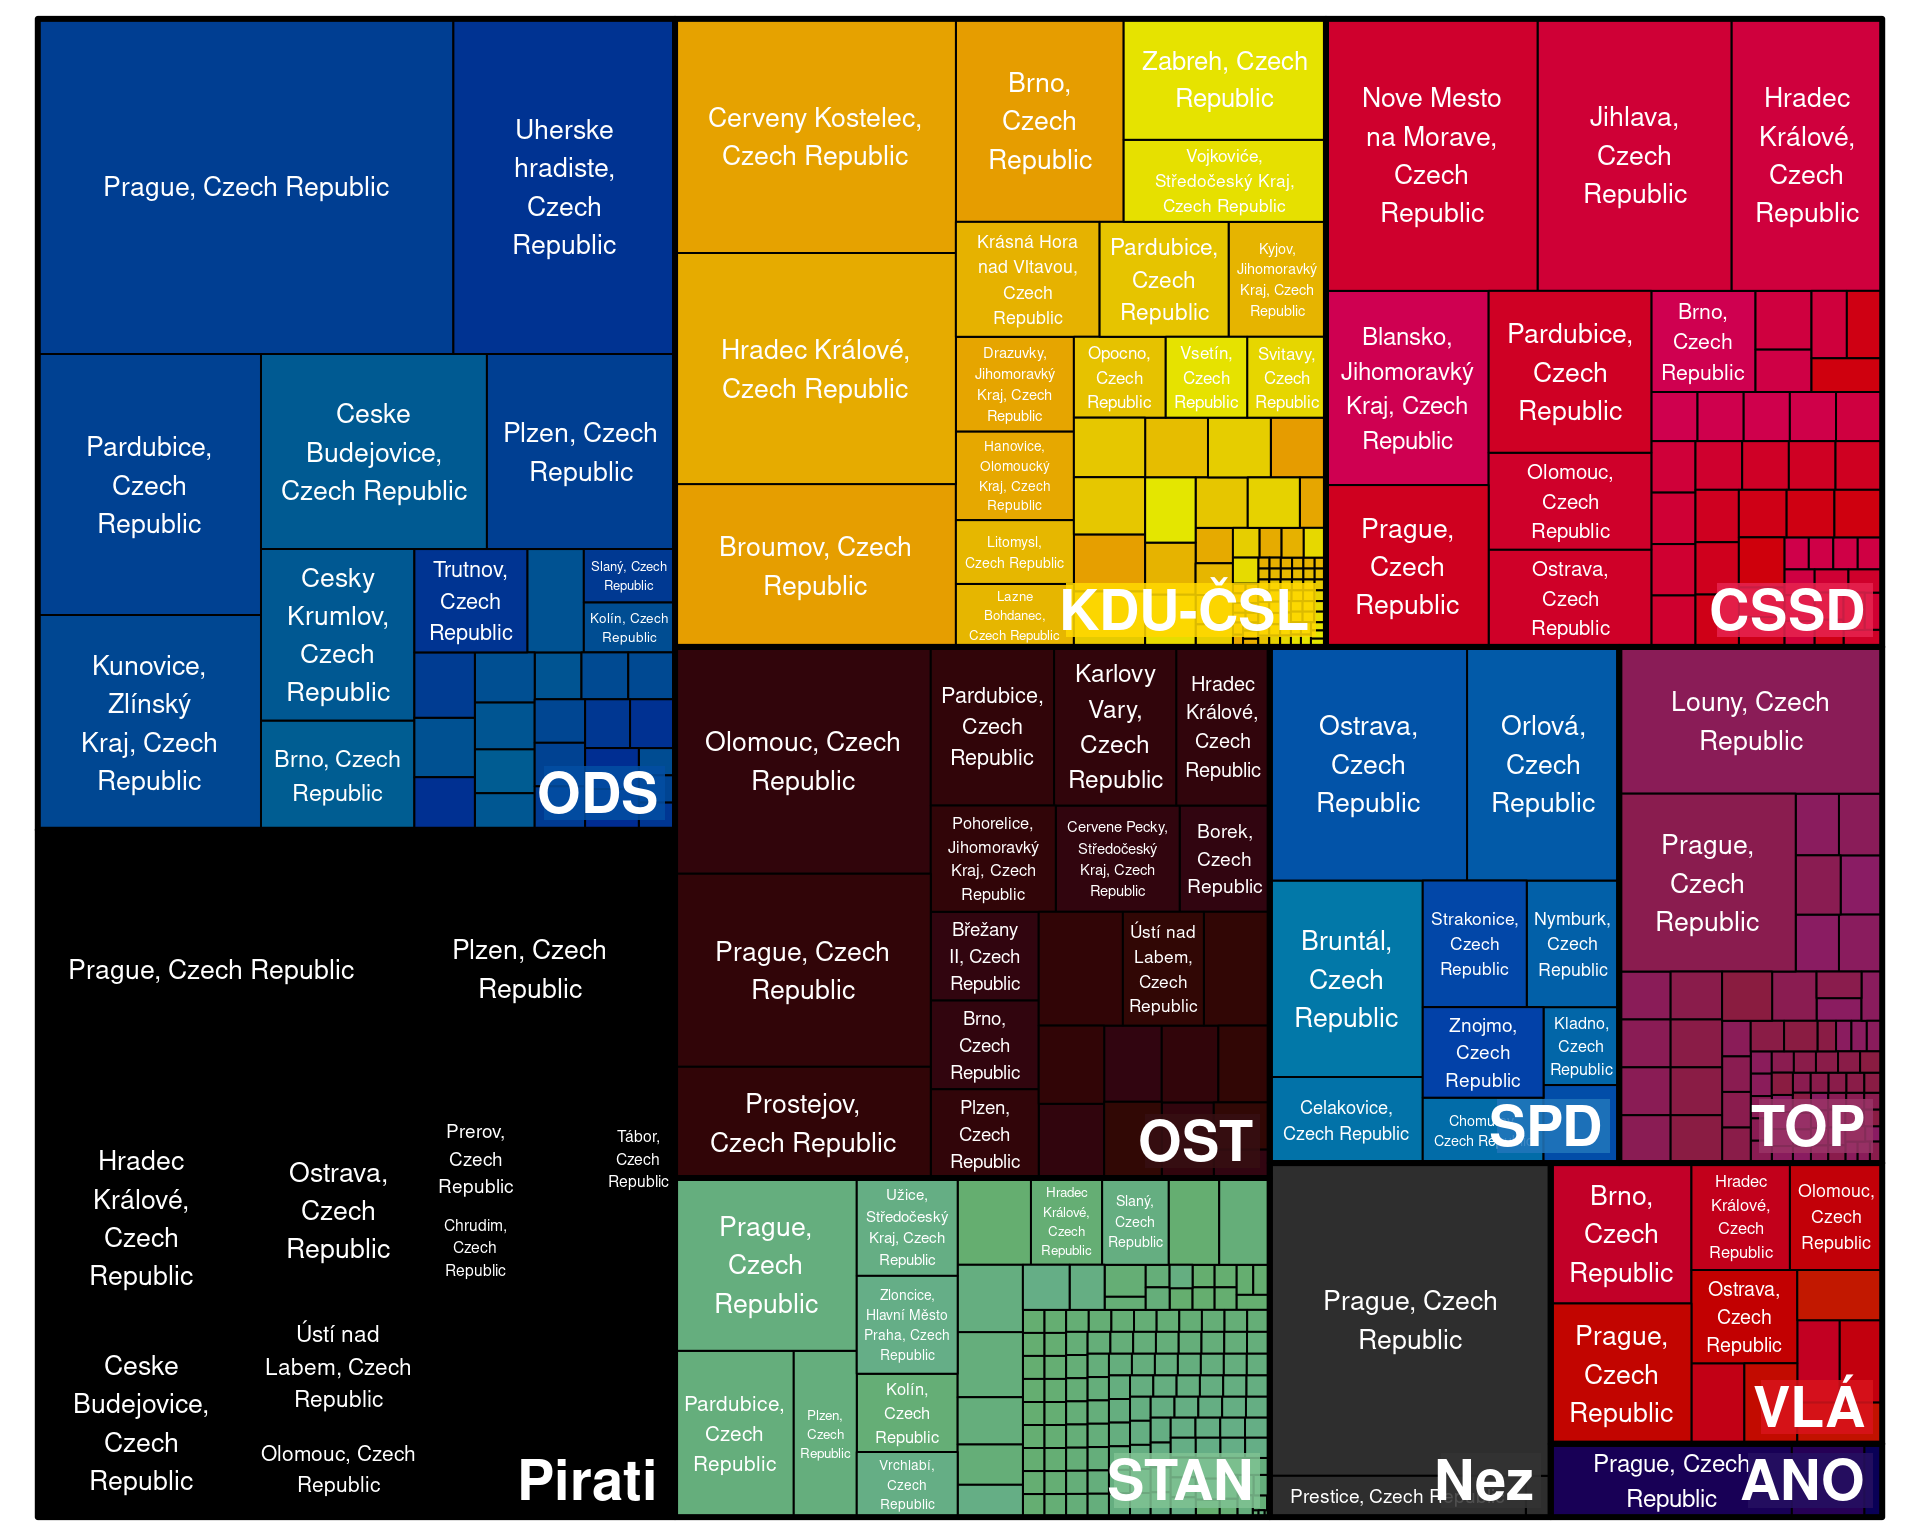 Prague, Czech Republic
Uherske
hradiste,
Czech
Republic
Pardubice,
Czech
Republic
Ceske
Budejovice,
Czech Republic
Plzen, Czech
Republic
Kunovice,
Zlínský
Kraj, Czech
Republic
Cesky
Krumlov,
Czech
Republic
Brno, Czech
Republic
Trutnov,
Czech
Republic
Slaný, Czech
Republic
Kolín, Czech
Republic
ODS
Cerveny Kostelec,
Czech Republic
Hradec Králové,
Czech Republic
Broumov, Czech
Republic
Brno,
Czech
Republic
Zabreh, Czech
Republic
Vojkoviće,
Středočeský Kraj,
Czech Republic
Krásná Hora
nad Vltavou,
Czech
Republic
Pardubice,
Czech
Republic
Kyjov,
Jihomoravký
Kraj, Czech
Republic
Drazuvky,
Jihomoravký
Kraj, Czech
Republic
Opocno,
Czech
Republic
Vsetín,
Czech
Republic
Svitavy,
Czech
Republic
Hanovice,
Olomoucký
Kraj, Czech
Republic
Litomysl,
Czech Republic
Lazne
Bohdanec,
Czech Republic
KDU-ČSL
Nove Mesto
na Morave,
Czech
Republic
Jihlava,
Czech
Republic
Hradec
Králové,
Czech
Republic
Blansko,
Jihomoravký
Kraj, Czech
Republic
Pardubice,
Czech
Republic
Brno,
Czech
Republic
Prague,
Czech
Republic
Olomouc,
Czech
Republic
Ostrava,
Czech
Republic
CSSD
Prague, Czech Republic
Plzen, Czech
Republic
Hradec
Králové,
Czech
Republic
Ostrava,
Czech
Republic
Prerov,
Czech
Republic
Tábor,
Czech
Republic
Chrudim,
Czech
Republic
Ceske
Budejovice,
Czech
Republic
Ústí nad
Labem, Czech
Republic
Olomouc, Czech
Republic
Pirati
Olomouc, Czech
Republic
Prague, Czech
Republic
Prostejov,
Czech Republic
Pardubice,
Czech
Republic
Karlovy
Vary,
Czech
Republic
Hradec
Králové,
Czech
Republic
Pohorelice,
Jihomoravký
Kraj, Czech
Republic
Cervene Pecky,
Středočeský
Kraj, Czech
Republic
Borek,
Czech
Republic
Břežany
II, Czech
Republic
Ústí nad
Labem,
Czech
Republic
Brno,
Czech
Republic
Plzen,
Czech
Republic
OST
Ostrava,
Czech
Republic
Orlová,
Czech
Republic
Bruntál,
Czech
Republic
Strakonice,
Czech
Republic
Nymburk,
Czech
Republic
Znojmo,
Czech
Republic
Kladno,
Czech
Republic
Celakovice,
Czech Republic
Czech
SPD
Louny, Czech
Republic
Prague,
Czech
Republic
TOP
Prague,
Czech
Republic
Pardubice,
Czech
Republic
Plzen,
Czech
Republic
Užice,
Středočeský
Kraj, Czech
Republic
Zloncice,
Hlavní Město
Praha, Czech
Republic
Kolín,
Czech
Republic
Vrchlabí,
Czech
Republic
Hradec
Králové,
Czech
Republic
Slaný,
Czech
Republic
STAN
Prague, Czech
Republic
Prestice, Czech Republic
Nez
Brno,
Czech
Republic
Hradec
Králové,
Czech
Republic
Olomouc,
Czech
Republic
Prague,
Czech
Republic
Ostrava,
Czech
Republic
VLÁ
Prague, Czech
Republic
ANO